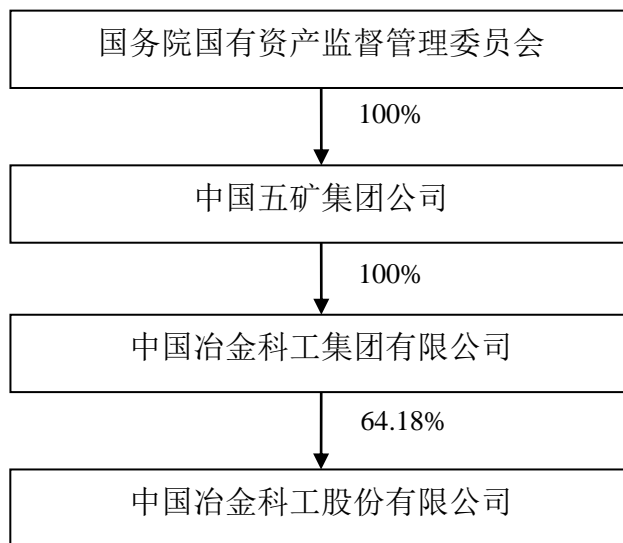 国务院国有资产监督管理委员会
100%
中国五矿集团公司
100%
中国冶金科工集团有限公司
64.18%
中国冶金科工股份有限公司